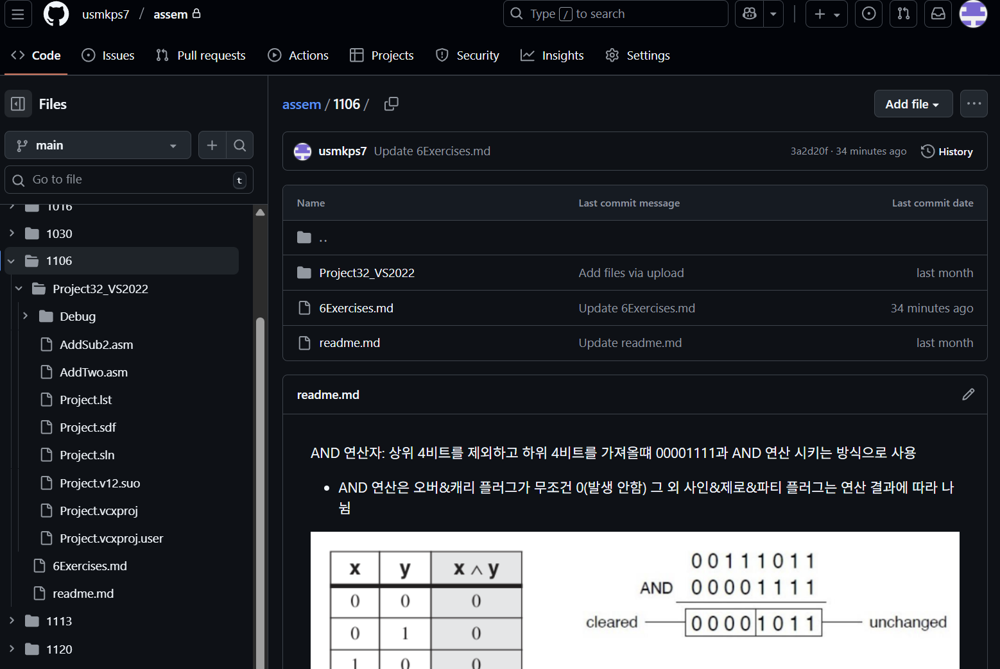 usmkps7 / assem
Type / to search
Code
Issues
Pull requests
Actions
Projects
Security
Insights
Settings
Files
main
Go to file
t
1016
1030
1106
Project32_VS2022
Debug
AddSub2.asm
AddTwo.asm
Project.lst
Project.sdf
Project.sln
Project.v12.suo
Project.vcxproj
Project.vcxproj.user
6Exercises.md
readme.md
1113
1120
assem / 1106 /
Add file
usmkps7 Update 6Exercises.md 3a2d20f · 34 minutes ago History
Name Last commit message Last commit date
..
Project32_VS2022 Add files via upload last month
6Exercises.md Update 6Exercises.md 34 minutes ago
readme.md Update readme.md last month
readme.md
AND 연산자: 상위 4비트를 제외하고 하위 4비트를 가져올떄 00001111과 AND 연산 시키는 방식으로 사용
• AND 연산은 오버&캐리 플러그가 무조건 0(발생 안함) 그 외 사인&제로&파티 플러그는 연산 결과에 따라 나
뉨
x y x ∧ y
0 0 0
0 1 0
1 0 0
0 0 1 1 1 0 1 1
AND 0 0 0 0 1 1 1 1
cleared 0 0 0 0 1 0 1 1 unchanged